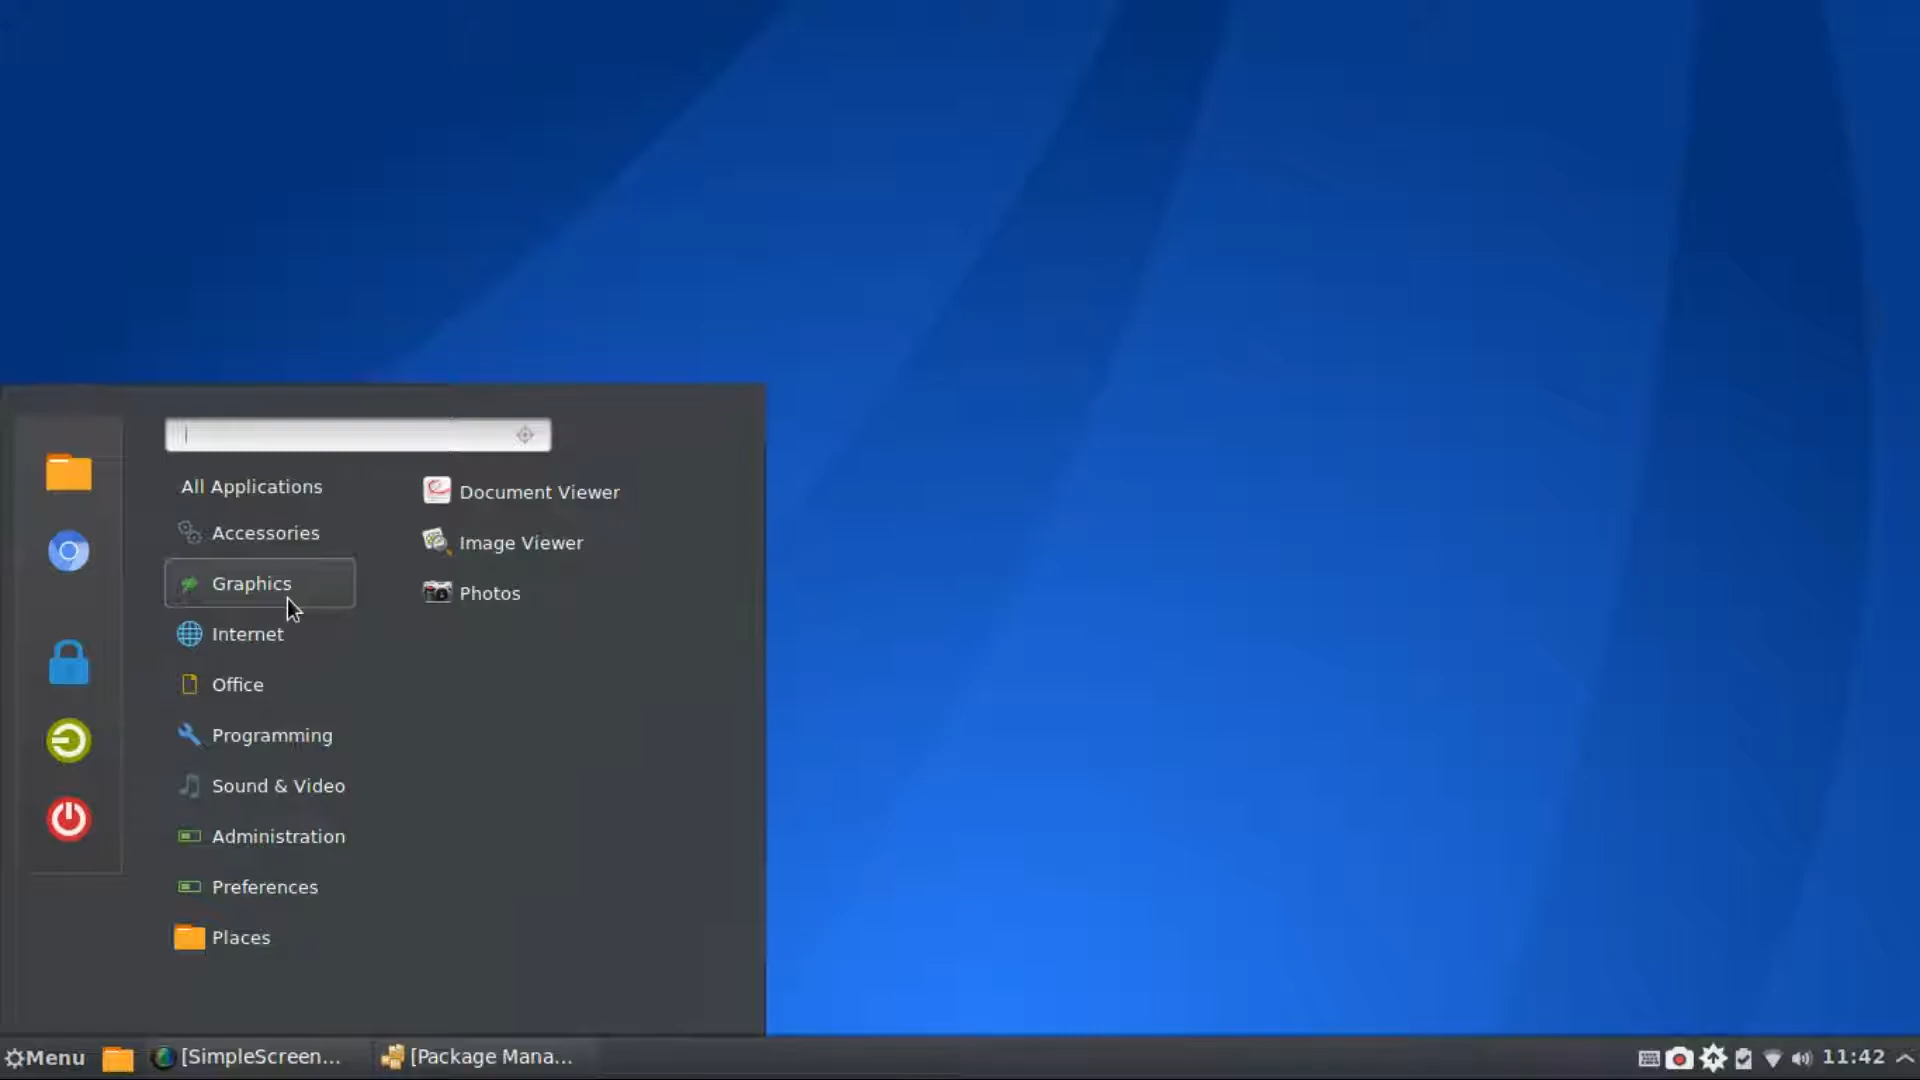 All Applications
Accessories
Graphics
Internet
Office
Programming
Sound & Video
Administration
Preferences
Places
Document Viewer
Image Viewer
Photos
Menu
[SimpleScreen...
[Package Mana...
11:42